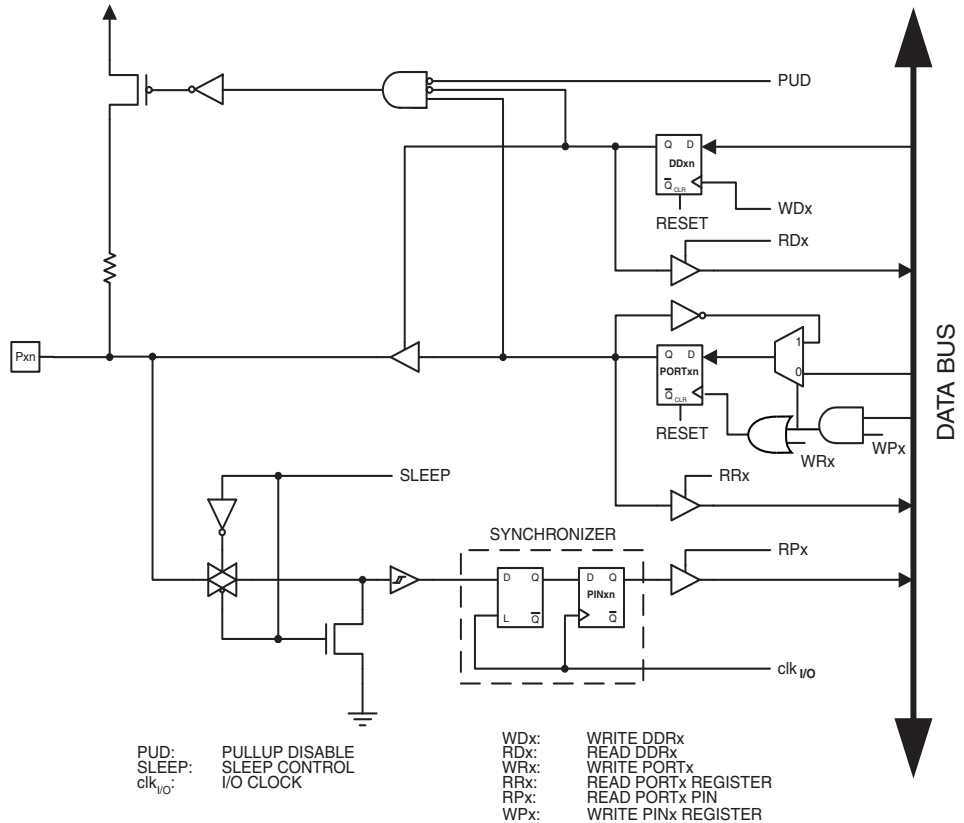 PUD
Q D
DDxn
Q CLR
WDx
RESET
RDx
Pxn
1
Q D
PORTxn
0
Q CLR
RESET
WRx
WPx
DATA BUS
SLEEP
RRx
SYNCHRONIZER
RPx
D Q
D Q
PINxn
L Q
Q
clk I/O
PUD: PULLUP DISABLE
SLEEP: SLEEP CONTROL
clkI/O: I/O CLOCK
WDx: WRITE DDRx
RDx: READ DDRx
WRx: WRITE PORTx
RRx: READ PORTx REGISTER
RPx: READ PORTx PIN
WPx: WRITE PINx REGISTER